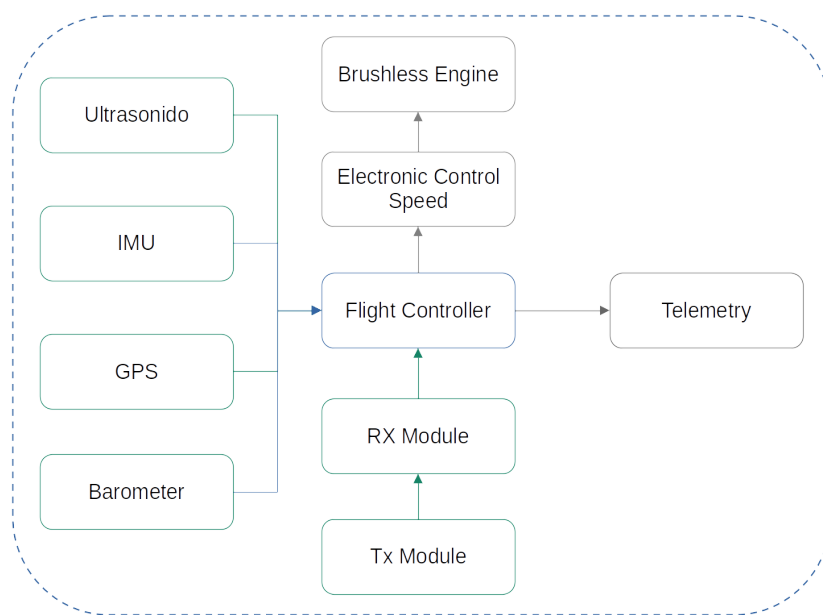 Brushless Engine
Ultrasonido
Electronic Control
Speed
IMU
Flight Controller
Telemetry
GPS
RX Module
Barometer
Tx Module